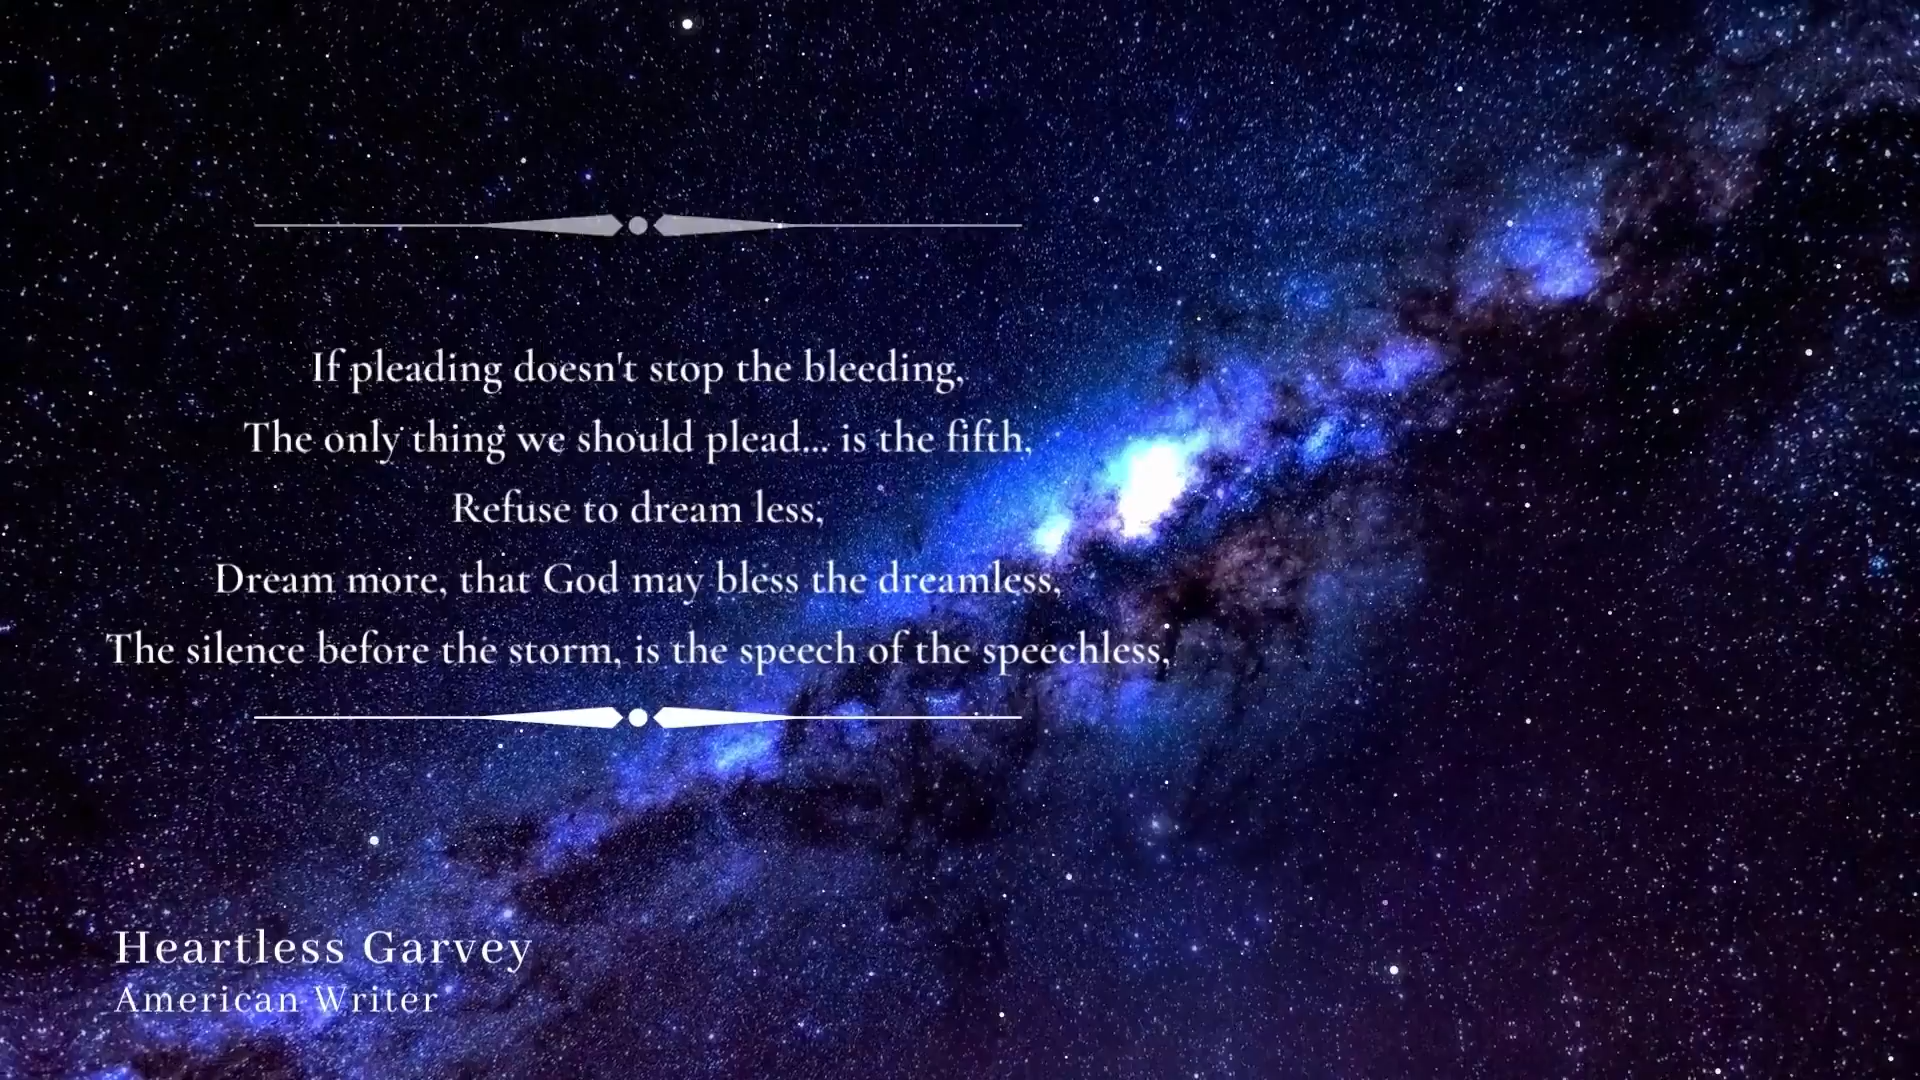 If pleading doesn't stop the bleeding,
The only thing we should plead... is the fifth,
Refuse to dream less,
Dream more, that God may bless the dreamless,
The silence before the storm, is the speech of the speechless,
Heartless Garvey
American Writer